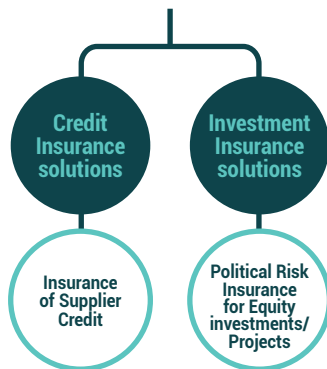 Credit
Insurance
solutions
Investment
Insurance
solutions
Insurance
of Supplier
Credit
Political Risk
Insurance
for Equity
investments/
Projects